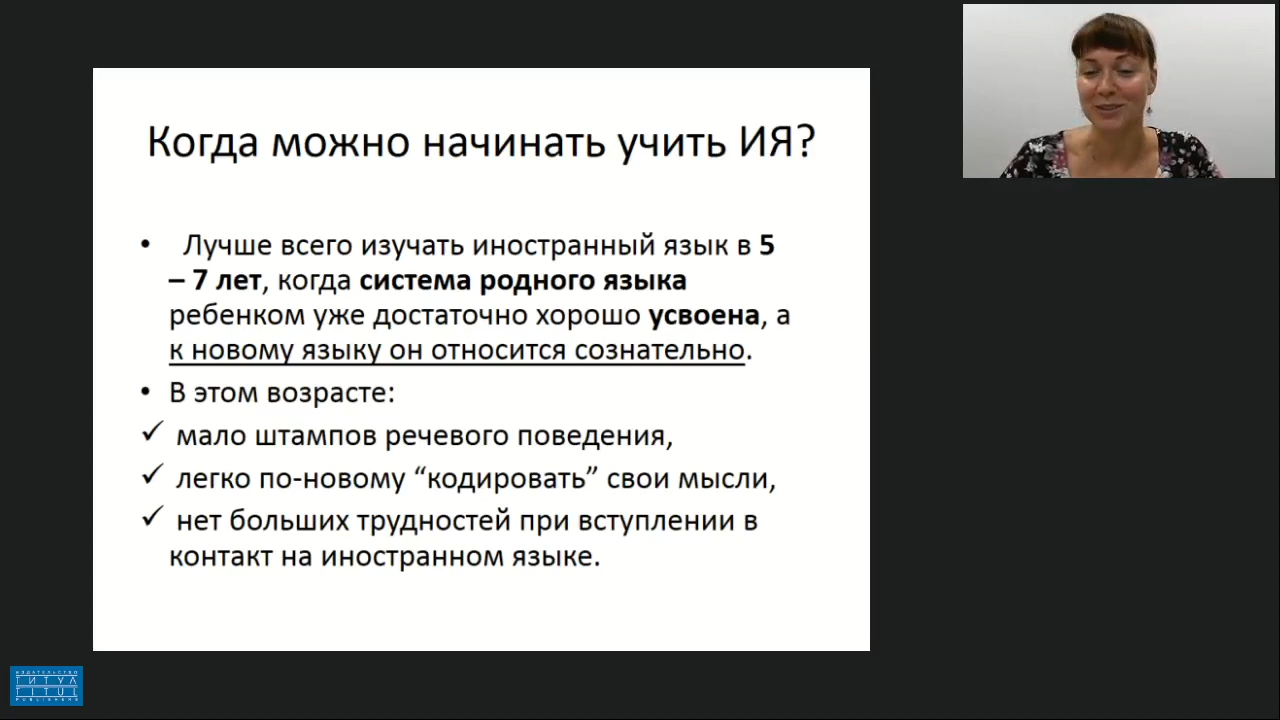 Когда можно начинать учить ИЯ?
• Лучше всего изучать иностранный язык в 5
– 7 лет, когда система родного языка
ребенком уже достаточно хорошо усвоена, а
к новому языку он относится сознательно.
• В этом возрасте:
✓ мало штампов речевого поведения,
✓ легко по-новому “кодировать” свои мысли,
✓ нет больших трудностей при вступлении в
контакт на иностранном языке.
ИЗДАТЕЛЬСТВО
ТИТУЛ
TITUL
PUBLISHERS